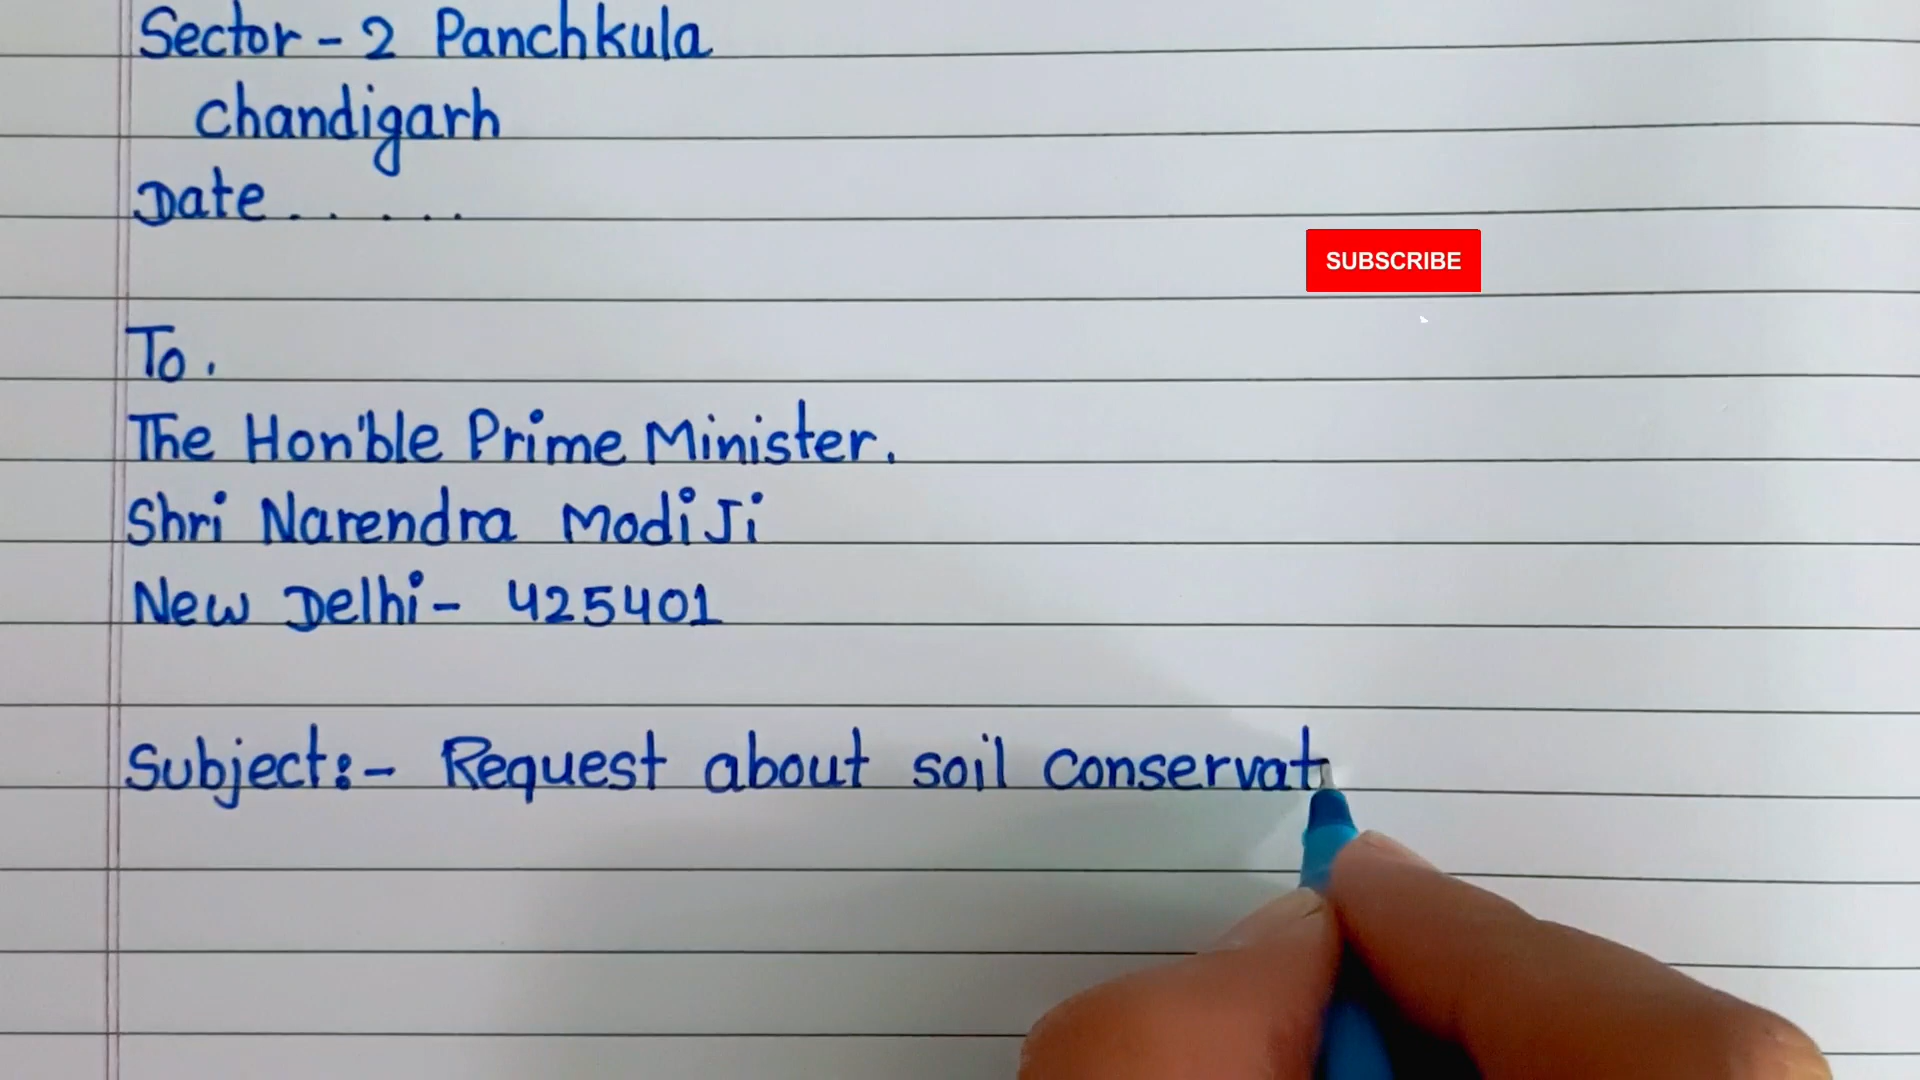 Sector - 2 Panchkula
Chandigarh
Date . . . . . .
SUBSCRIBE
To.
The Hon'ble Prime Minister.
Shri Narendra Modi Ji
New Delhi - 425401
Subject:- Request about soil conservat